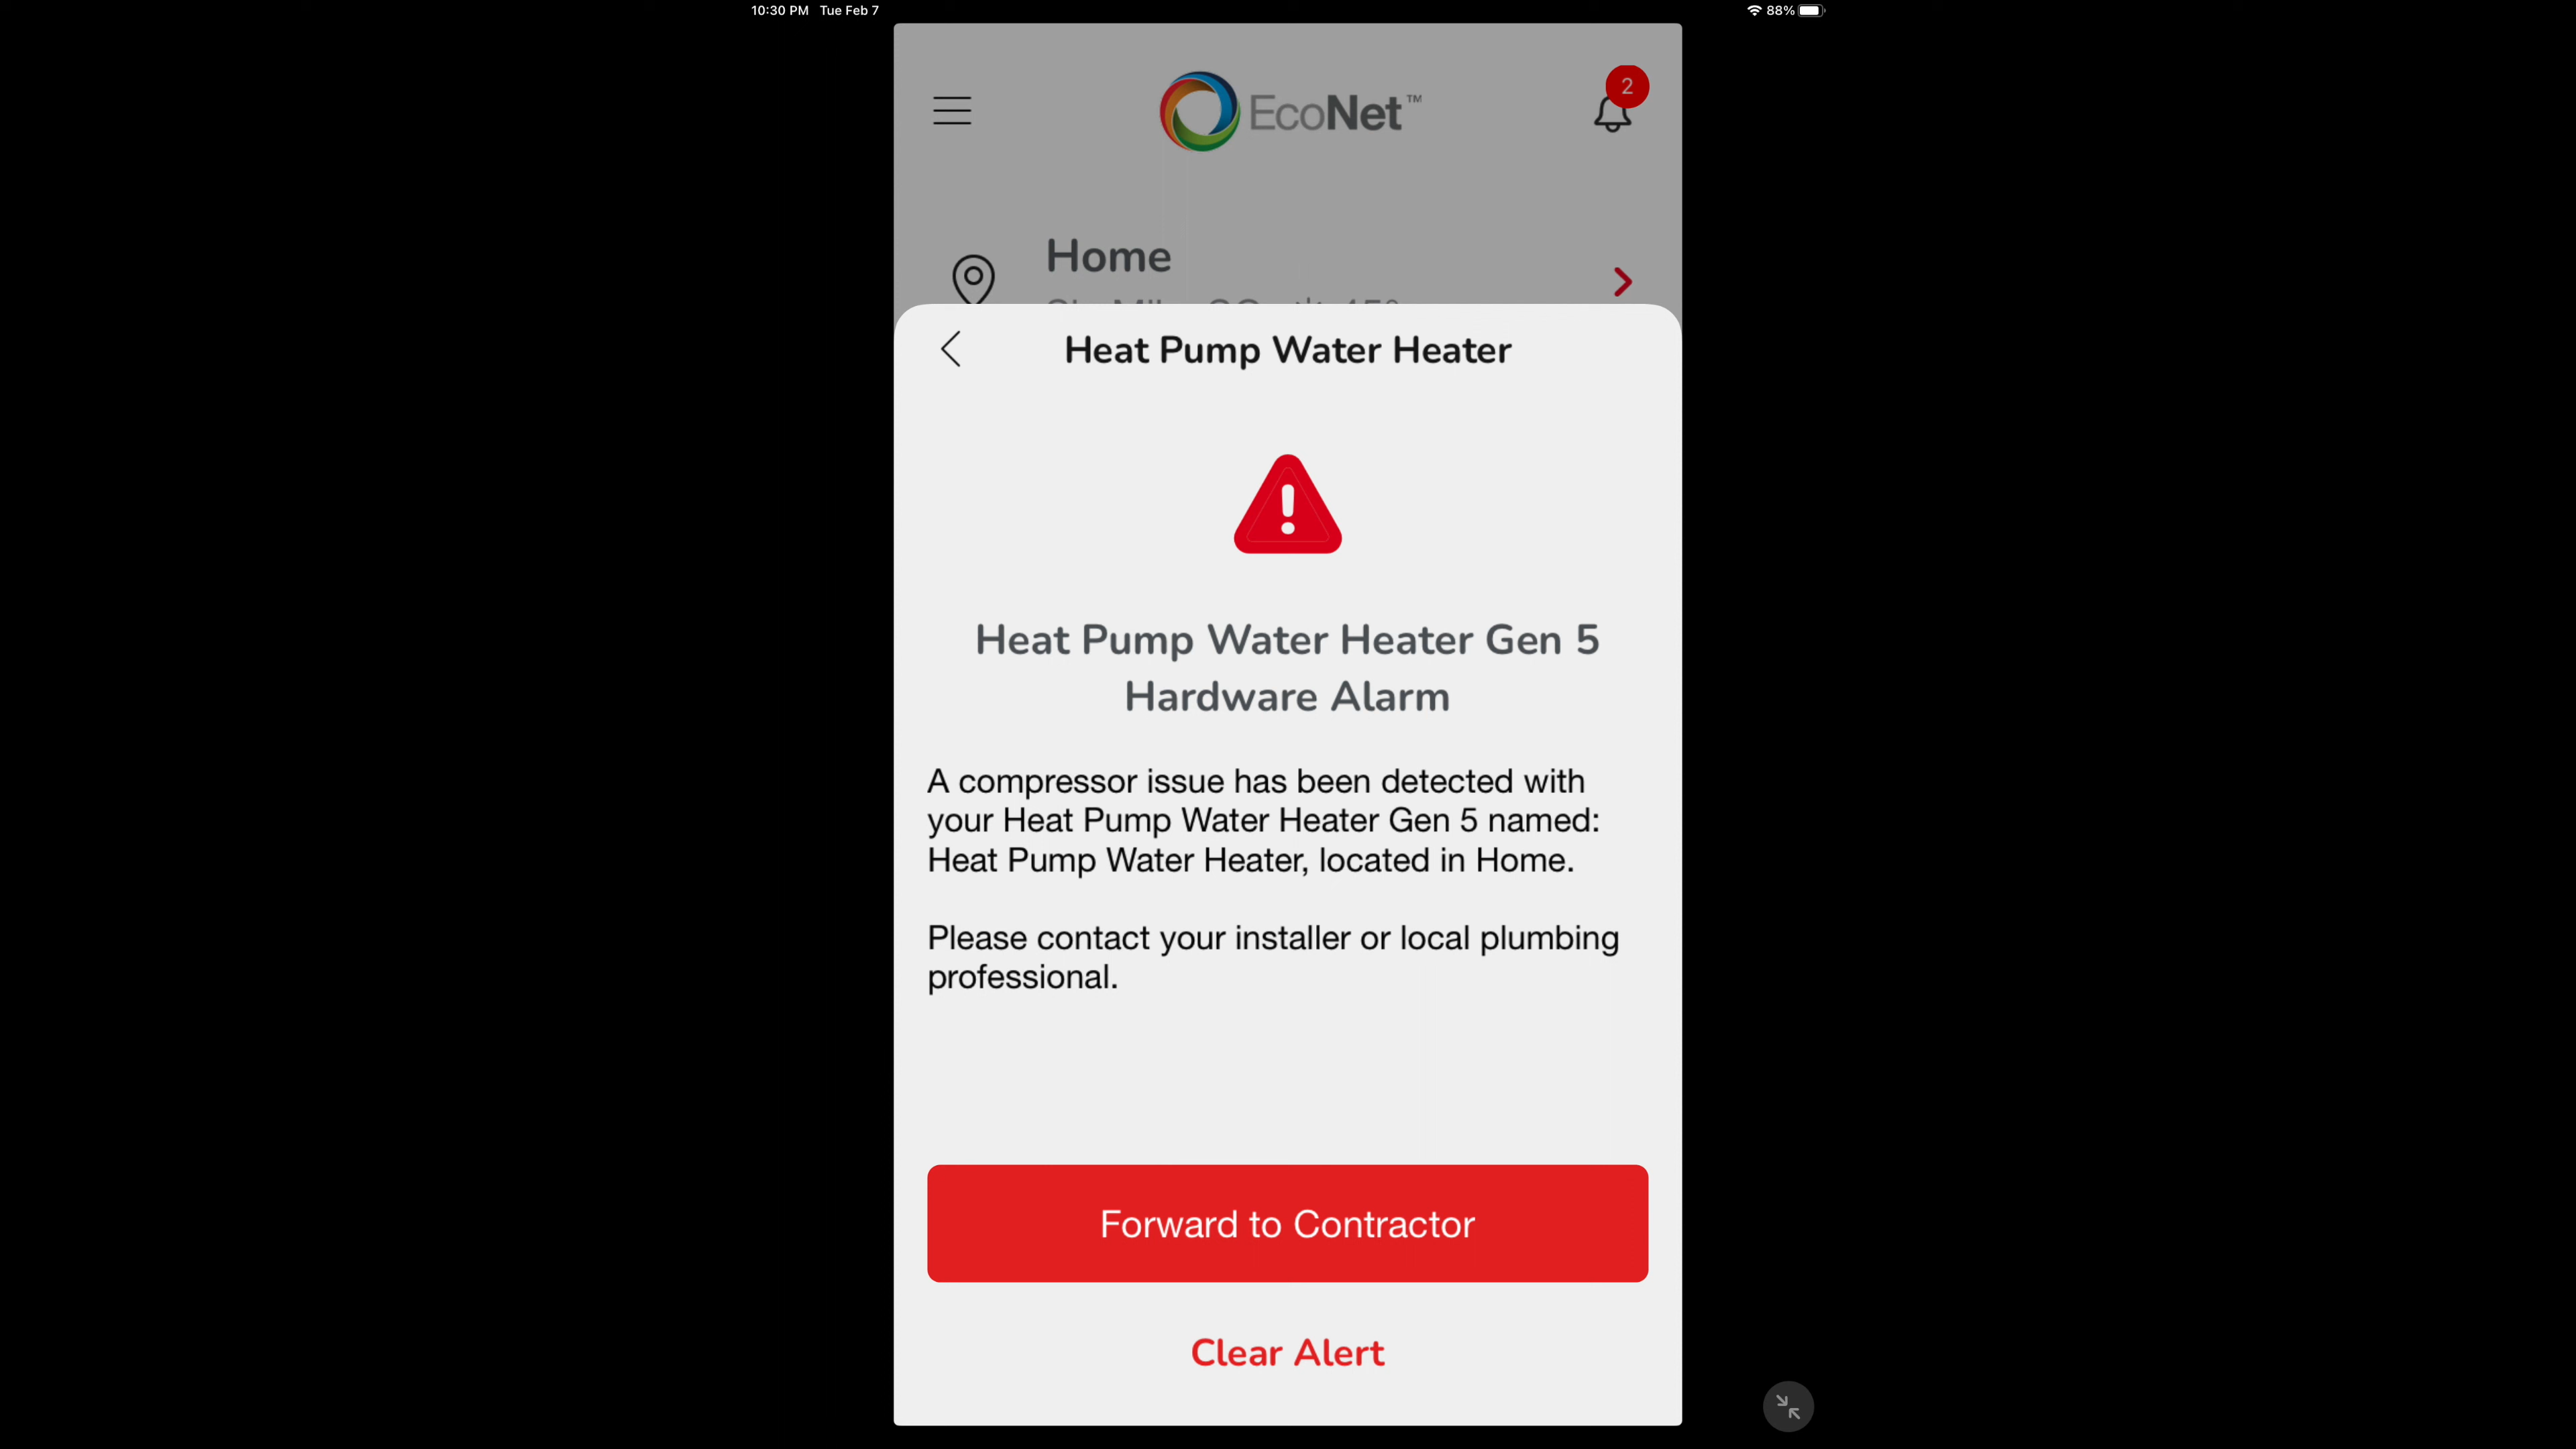 10:30 PM Tue Feb 7
88%
2
EcoNet™
Home
Heat Pump Water Heater
Heat Pump Water Heater Gen 5
Hardware Alarm
A compressor issue has been detected with
your Heat Pump Water Heater Gen 5 named:
Heat Pump Water Heater, located in Home.
Please contact your installer or local plumbing
professional.
Forward to Contractor
Clear Alert